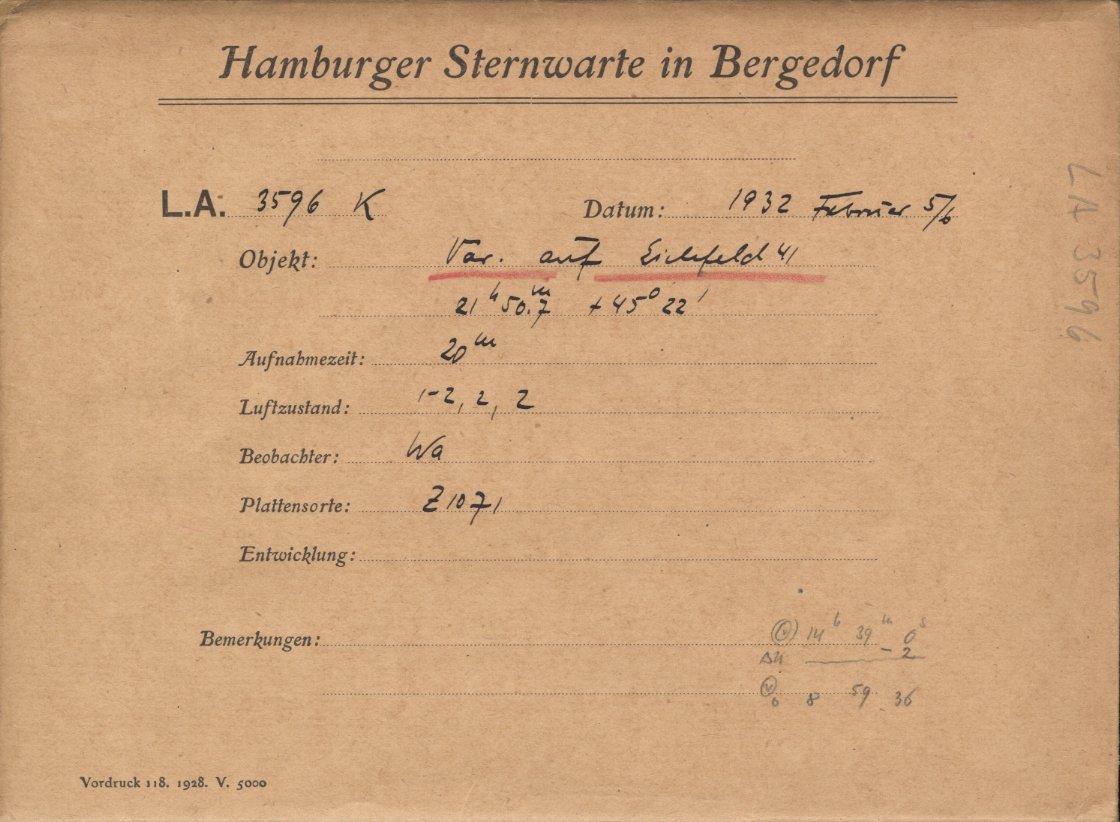 Hamburger Sternwarte in Bergedorf
L.A. 3596 K Datum: 1932 Februar 5/6
Objekt: Var. auf Eichfeld 41
21ʰ 50.ᵐ7 +45° 22'
Aufnahmezeit: 20ᵐ
Luftzustand: 1-2, 2, 2
Beobachter: Wa
Plattensorte: Z 1071
Entwicklung:
Bemerkungen:
14ʰ 39ᵐ 0ˢ
Δu - 2
8 59 36
Vordruck 118. 1928. V. 5000
LA 3596